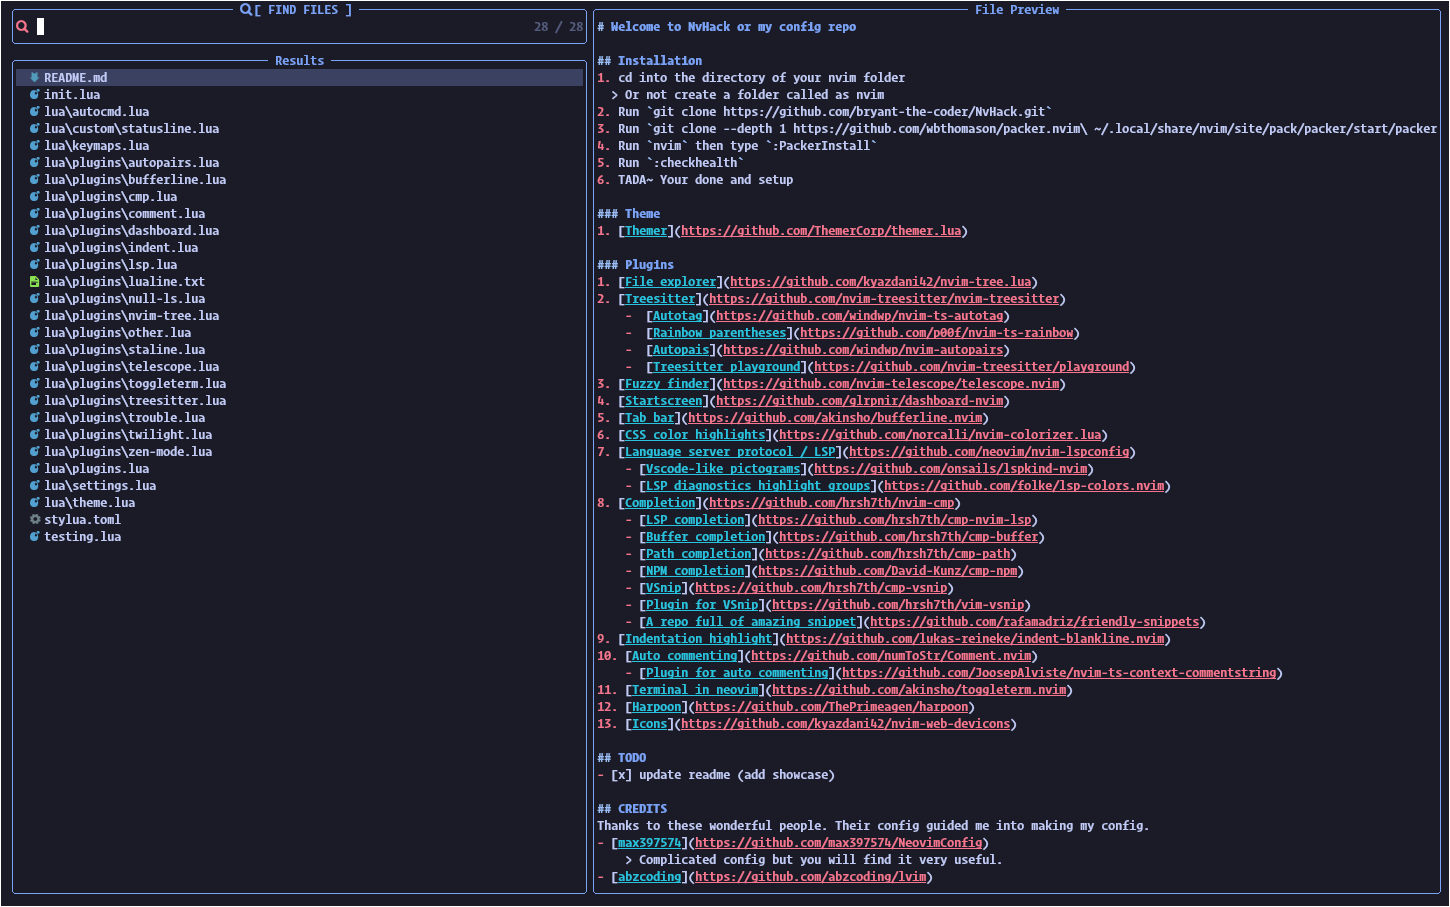 [ FIND FILES ]
28 / 28
Results
README.md
init.lua
lua\autocmd.lua
lua\custom\statusline.lua
lua\keymaps.lua
lua\plugins\autopairs.lua
lua\plugins\bufferline.lua
lua\plugins\cmp.lua
lua\plugins\comment.lua
lua\plugins\dashboard.lua
lua\plugins\indent.lua
lua\plugins\lsp.lua
lua\plugins\lualine.txt
lua\plugins\null-ls.lua
lua\plugins\nvim-tree.lua
lua\plugins\other.lua
lua\plugins\staline.lua
lua\plugins\telescope.lua
lua\plugins\toggleterm.lua
lua\plugins\treesitter.lua
lua\plugins\trouble.lua
lua\plugins\twilight.lua
lua\plugins\zen-mode.lua
lua\plugins.lua
lua\settings.lua
lua\theme.lua
stylua.toml
testing.lua
File Preview
# Welcome to NvHack or my config repo
## Installation
1. cd into the directory of your nvim folder
> Or not create a folder called as nvim
2. Run `git clone https://github.com/bryant-the-coder/NvHack.git`
3. Run `git clone --depth 1 https://github.com/wbthomason/packer.nvim\ ~/.local/share/nvim/site/pack/packer/start/packer
4. Run `nvim` then type `:PackerInstall`
5. Run `:checkhealth`
6. TADA~ Your done and setup
### Theme
1. [Themer](https://github.com/ThemerCorp/themer.lua)
### Plugins
1. [File explorer](https://github.com/kyazdani42/nvim-tree.lua)
2. [Treesitter](https://github.com/nvim-treesitter/nvim-treesitter)
- [Autotag](https://github.com/windwp/nvim-ts-autotag)
- [Rainbow parentheses](https://github.com/p00f/nvim-ts-rainbow)
- [Autopais](https://github.com/windwp/nvim-autopairs)
- [Treesitter playground](https://github.com/nvim-treesitter/playground)
3. [Fuzzy finder](https://github.com/nvim-telescope/telescope.nvim)
4. [Startscreen](https://github.com/glrpnir/dashboard-nvim)
5. [Tab bar](https://github.com/akinsho/bufferline.nvim)
6. [CSS color highlights](https://github.com/norcalli/nvim-colorizer.lua)
7. [Language server protocol / LSP](https://github.com/neovim/nvim-lspconfig)
- [Vscode-like pictograms](https://github.com/onsails/lspkind-nvim)
- [LSP diagnostics highlight groups](https://github.com/folke/lsp-colors.nvim)
8. [Completion](https://github.com/hrsh7th/nvim-cmp)
- [LSP completion](https://github.com/hrsh7th/cmp-nvim-lsp)
- [Buffer completion](https://github.com/hrsh7th/cmp-buffer)
- [Path completion](https://github.com/hrsh7th/cmp-path)
- [NPM completion](https://github.com/David-Kunz/cmp-npm)
- [VSnip](https://github.com/hrsh7th/cmp-vsnip)
- [Plugin for VSnip](https://github.com/hrsh7th/vim-vsnip)
- [A repo full of amazing snippet](https://github.com/rafamadriz/friendly-snippets)
9. [Indentation highlight](https://github.com/lukas-reineke/indent-blankline.nvim)
10. [Auto commenting](https://github.com/numToStr/Comment.nvim)
- [Plugin for auto commenting](https://github.com/JoosepAlviste/nvim-ts-context-commentstring)
11. [Terminal in neovim](https://github.com/akinsho/toggleterm.nvim)
12. [Harpoon](https://github.com/ThePrimeagen/harpoon)
13. [Icons](https://github.com/kyazdani42/nvim-web-devicons)
## TODO
- [x] update readme (add showcase)
## CREDITS
Thanks to these wonderful people. Their config guided me into making my config.
- [max397574](https://github.com/max397574/NeovimConfig)
> Complicated config but you will find it very useful.
- [abzcoding](https://github.com/abzcoding/lvim)